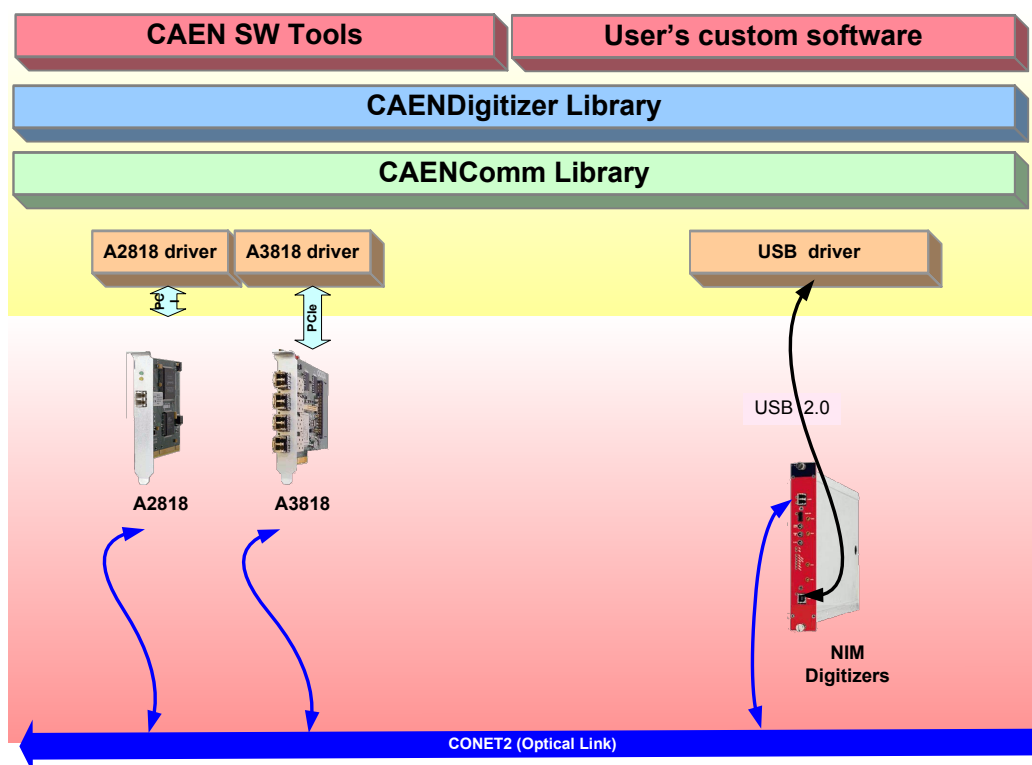 CAEN SW Tools
User's custom software
CAENDigitizer Library
CAENComm Library
A2818 driver
A3818 driver
USB driver
PCI
PCIe
USB 2.0
A2818
A3818
NIM
Digitizers
CONET2 (Optical Link)